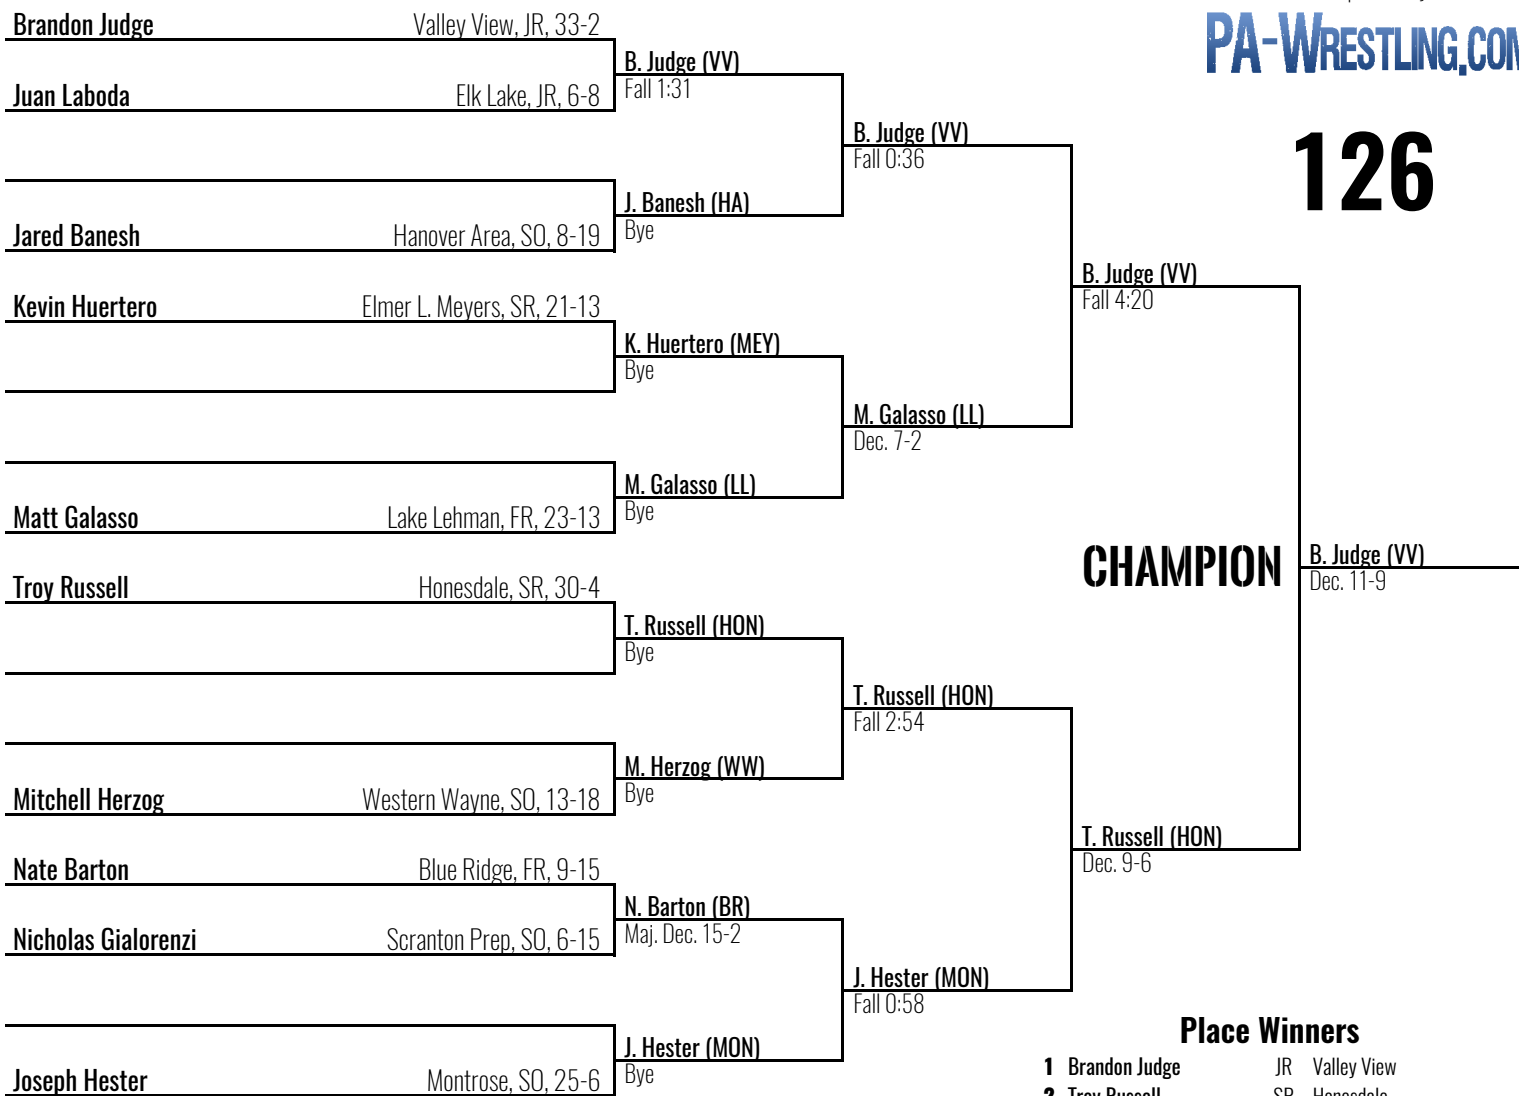 Brandon Judge Valley View, JR, 33-2
Juan Laboda Elk Lake, JR, 6-8
Jared Banesh Hanover Area, SO, 8-19
Kevin Huertero Elmer L. Meyers, SR, 21-13
Matt Galasso Lake Lehman, FR, 23-13
Troy Russell Honesdale, SR, 30-4
Mitchell Herzog Western Wayne, SO, 13-18
Nate Barton Blue Ridge, FR, 9-15
Nicholas Gialorenzi Scranton Prep, SO, 6-15
Joseph Hester Montrose, SO, 25-6
B. Judge (VV)
Fall 1:31
J. Banesh (HA)
Bye
K. Huertero (MEY)
Bye
M. Galasso (LL)
Bye
T. Russell (HON)
Bye
M. Herzog (WW)
Bye
N. Barton (BR)
Maj. Dec. 15-2
J. Hester (MON)
Bye
B. Judge (VV)
Fall 0:36
M. Galasso (LL)
Dec. 7-2
T. Russell (HON)
Fall 2:54
J. Hester (MON)
Fall 0:58
B. Judge (VV)
Fall 4:20
T. Russell (HON)
Dec. 9-6
PA-WRESTLING.COM
126
CHAMPION
B. Judge (VV)
Dec. 11-9
Place Winners
1 Brandon Judge JR Valley View
2 Troy Russell SR Honesdale